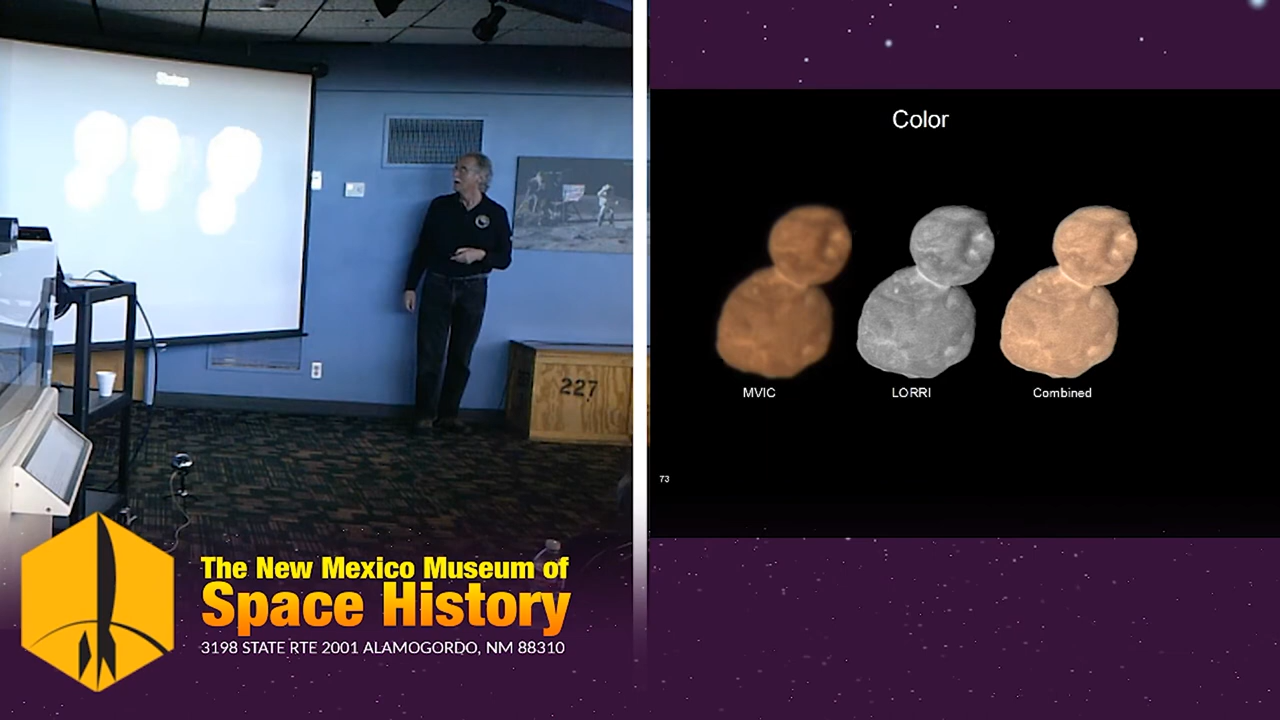 227
The New Mexico Museum of
Space History
3198 STATE RTE 2001 ALAMOGORDO, NM 88310
Color
MVIC
LORRI
Combined
73